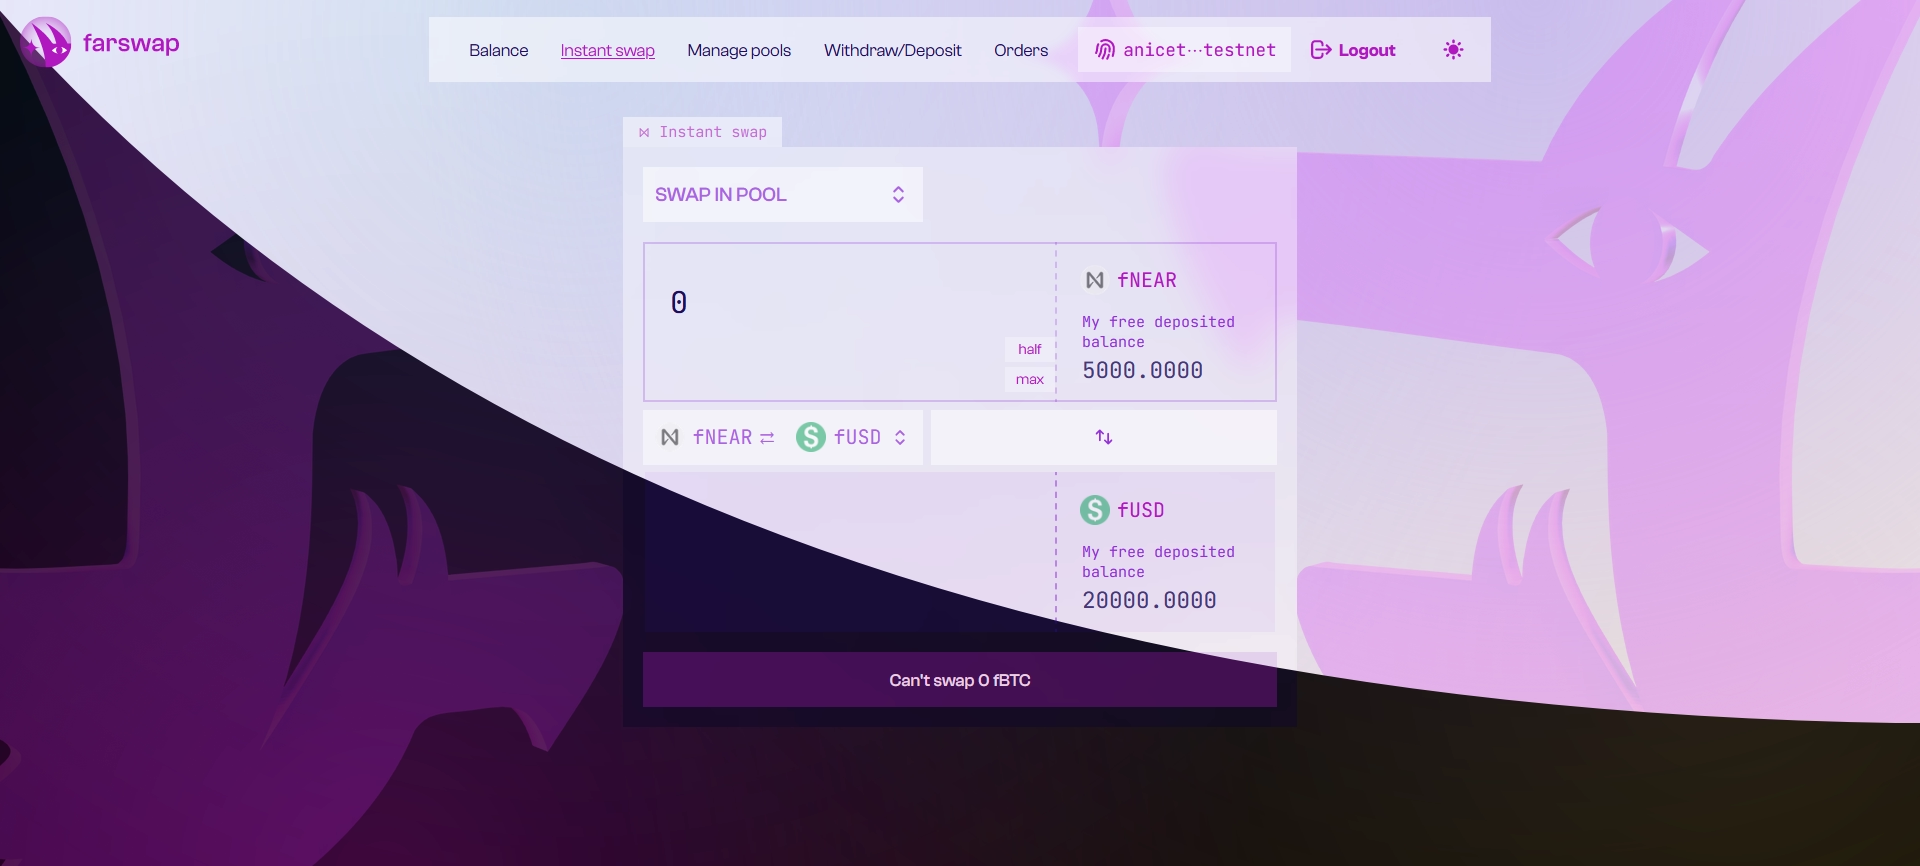 farswap
Balance
Instant swap
Manage pools
Withdraw/Deposit
Orders
anicet···testnet
Logout
Instant swap
SWAP IN POOL
0
half
max
fNEAR
My free deposited
balance
5000.0000
fNEAR ⇄ fUSD
fUSD
My free deposited
balance
20000.0000
Can't swap 0 fBTC